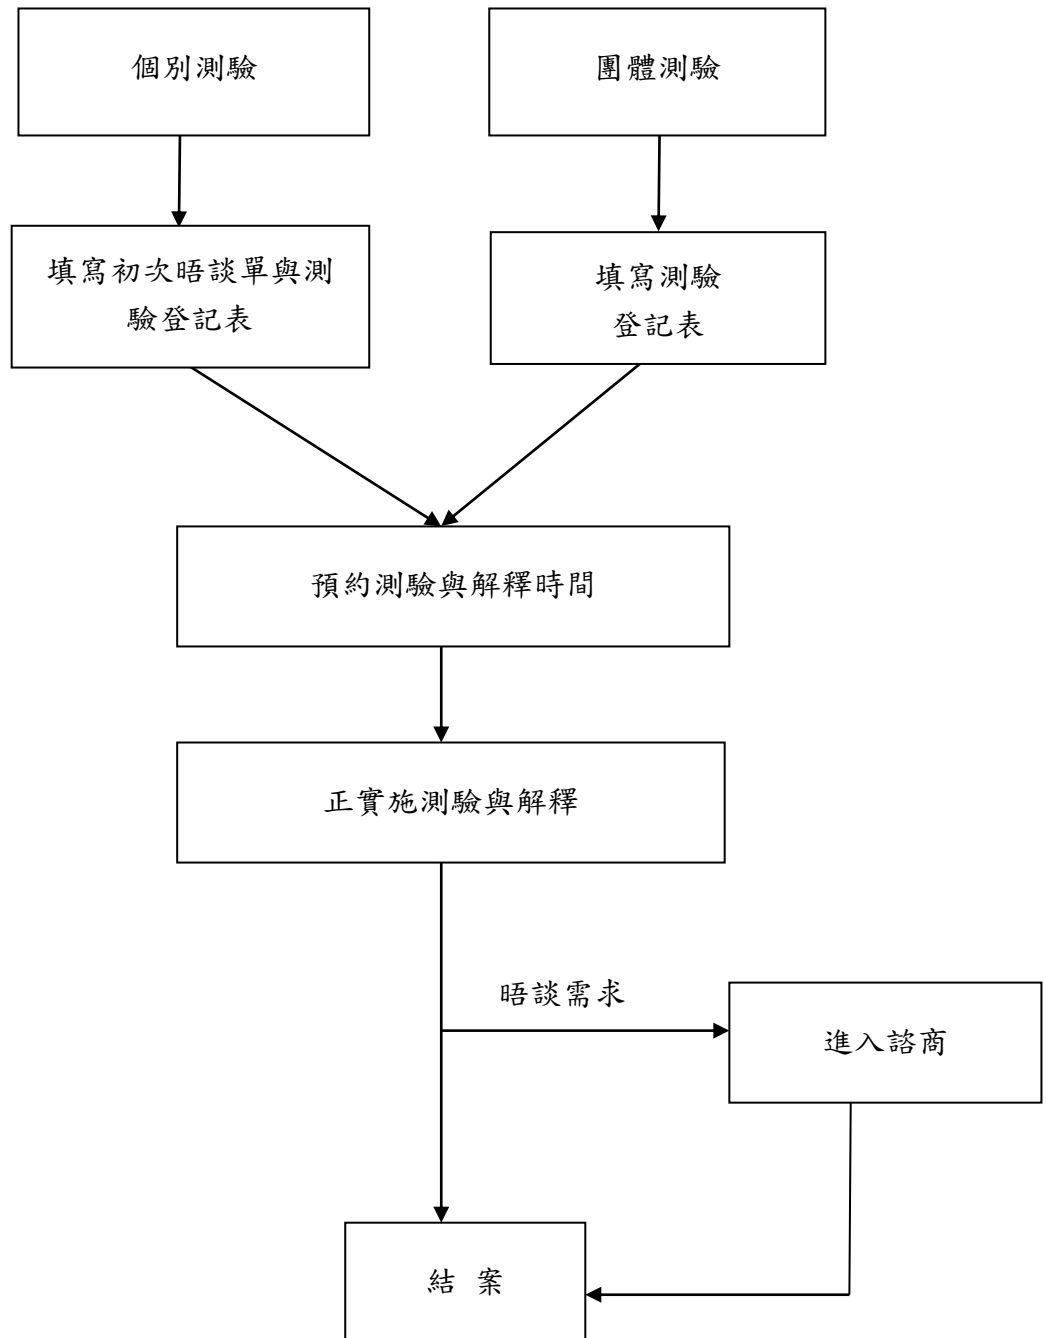 個別測驗
團體測驗
填寫初次晤談單與測
驗登記表
填寫測驗
登記表
預約測驗與解釋時間
正實施測驗與解釋
晤談需求
進入諮商
結 案